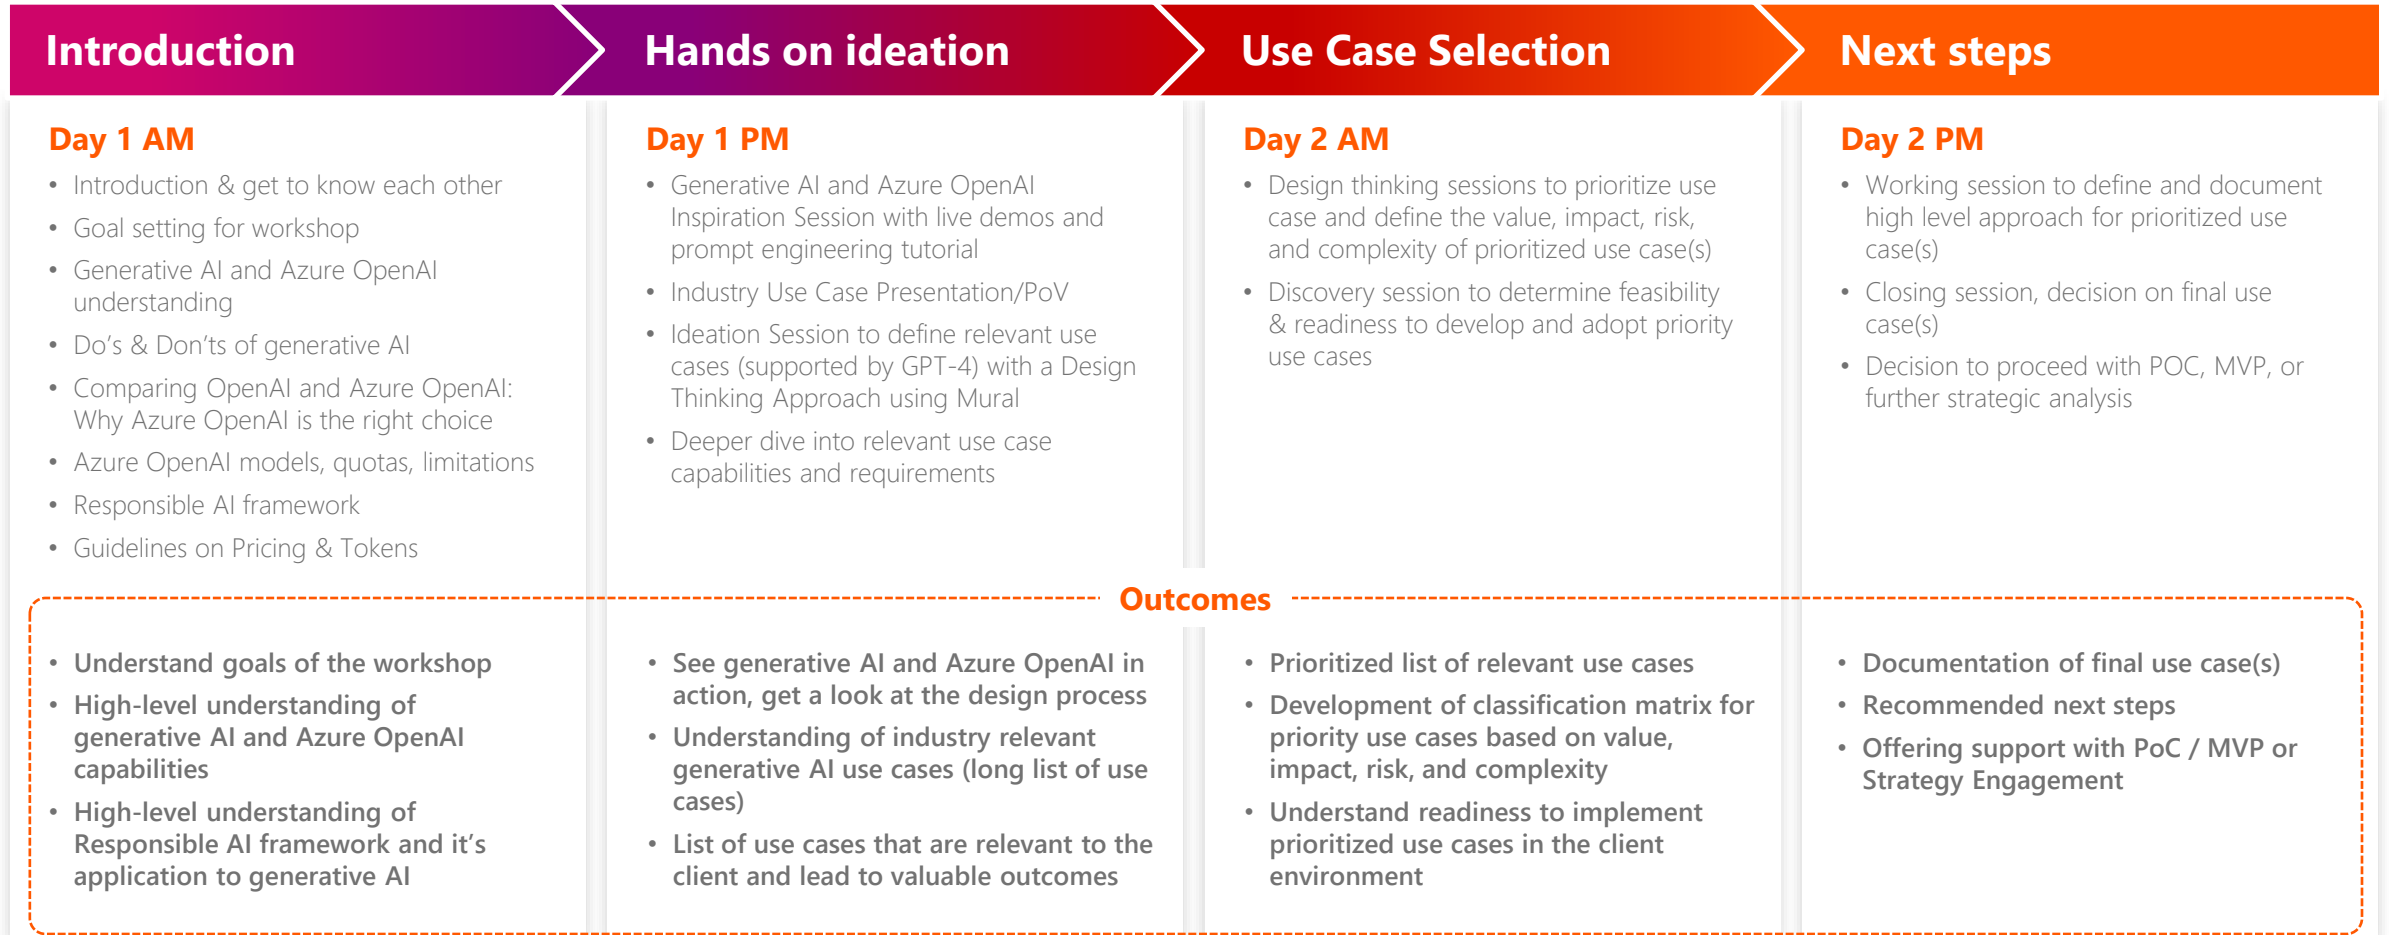 Introduction
Hands on ideation
Use Case Selection
Next steps
Day 1 AM
• Introduction & get to know each other
• Goal setting for workshop
• Generative AI and Azure OpenAI
understanding
• Do's & Don'ts of generative AI
• Comparing OpenAI and Azure OpenAI:
Why Azure OpenAI is the right choice
• Azure OpenAI models, quotas, limitations
• Responsible AI framework
• Guidelines on Pricing & Tokens
Day 1 PM
• Generative AI and Azure OpenAI
Inspiration Session with live demos and
prompt engineering tutorial
• Industry Use Case Presentation/PoV
• Ideation Session to define relevant use
cases (supported by GPT-4) with a Design
Thinking Approach using Mural
• Deeper dive into relevant use case
capabilities and requirements
Day 2 AM
• Design thinking sessions to prioritize use
case and define the value, impact, risk,
and complexity of prioritized use case(s)
• Discovery session to determine feasibility
& readiness to develop and adopt priority
use cases
Day 2 PM
• Working session to define and document
high level approach for prioritized use
case(s)
• Closing session, decision on final use
case(s)
• Decision to proceed with POC, MVP, or
further strategic analysis
Outcomes
• Understand goals of the workshop
• High-level understanding of
generative AI and Azure OpenAI
capabilities
• High-level understanding of
Responsible AI framework and it's
application to generative AI
• See generative AI and Azure OpenAI in
action, get a look at the design process
• Understanding of industry relevant
generative AI use cases (long list of use
cases)
• List of use cases that are relevant to the
client and lead to valuable outcomes
• Prioritized list of relevant use cases
• Development of classification matrix for
priority use cases based on value,
impact, risk, and complexity
• Understand readiness to implement
prioritized use cases in the client
environment
• Documentation of final use case(s)
• Recommended next steps
• Offering support with PoC / MVP or
Strategy Engagement